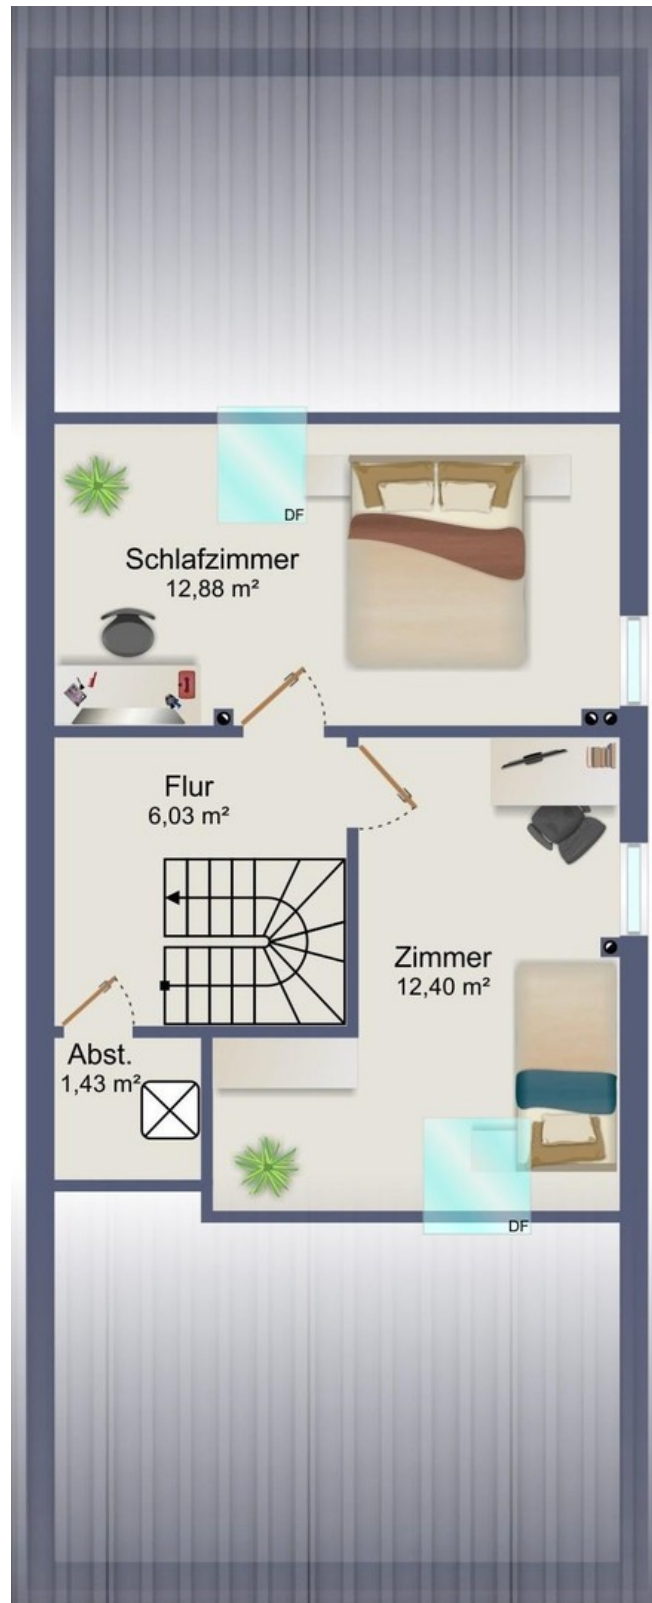 DF
Schlafzimmer
12,88 m²
Flur
6,03 m²
Zimmer
12,40 m²
Abst.
1,43 m²
DF